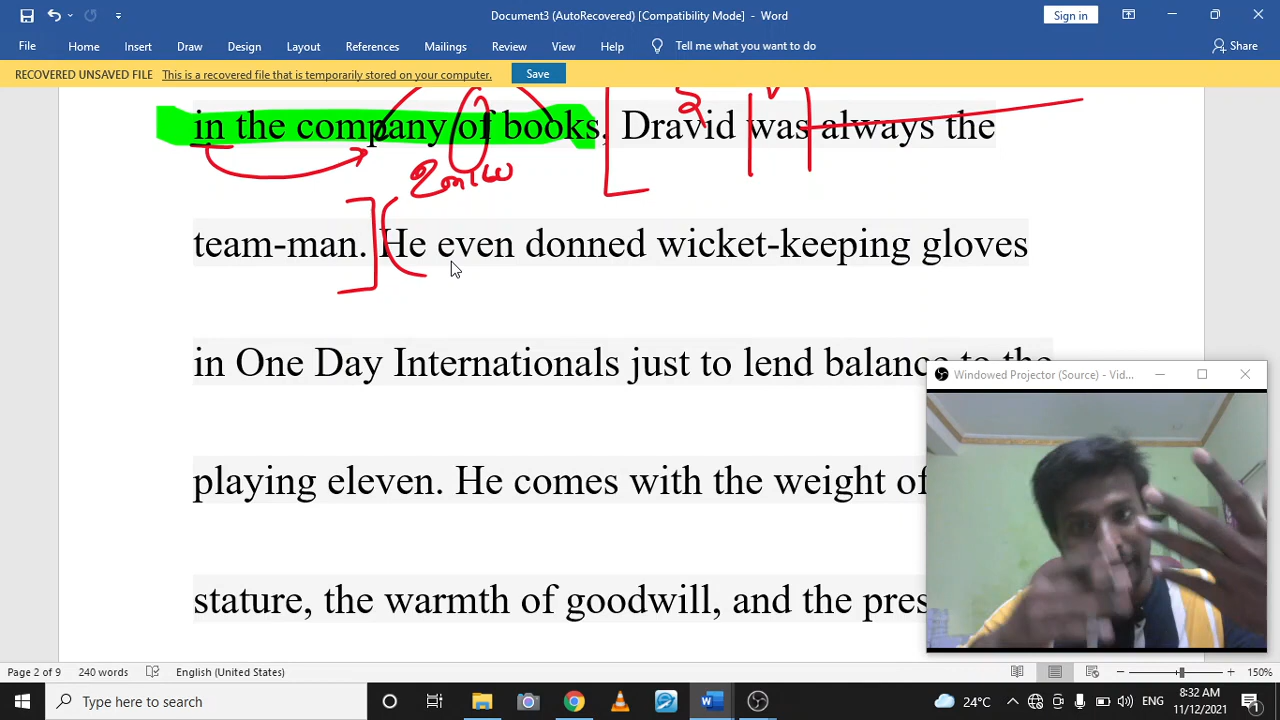 Document3 (AutoRecovered) [Compatibility Mode] - Word
Sign in
File Home Insert Draw Design Layout References Mailings Review View Help Tell me what you want to do Share
RECOVERED UNSAVED FILE This is a recovered file that is temporarily stored on your computer. Save
in the company of books, Dravid was always the
team-man. He even donned wicket-keeping gloves
in One Day Internationals just to lend balance to the
playing eleven. He comes with the weight of
stature, the warmth of goodwill, and the pres
Windowed Projector (Source) - Vid...
Page 2 of 9 240 words English (United States) 150%
Type here to search 24°C ENG 8:32 AM
11/12/2021